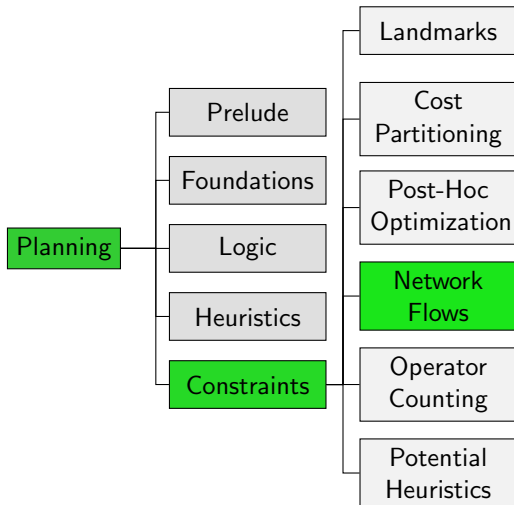 Planning
Prelude
Foundations
Logic
Heuristics
Constraints
Landmarks
Cost
Partitioning
Post-Hoc
Optimization
Network
Flows
Operator
Counting
Potential
Heuristics